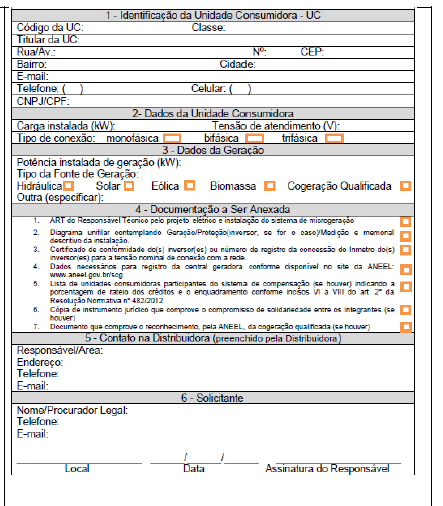 1 - Identificação da Unidade Consumidora - UC
Código da UC: Classe:
Titular da UC:
Rua/Av.: Nº: CEP:
Bairro: Cidade:
E-mail:
Telefone: ( ) Celular: ( )
CNPJ/CPF:
2- Dados da Unidade Consumidora
Carga instalada (kW): Tensão de atendimento (V):
Tipo de conexão: monofásica bifásica trifásica
3 - Dados da Geração
Potência instalada de geração (kW):
Tipo da Fonte de Geração:
Hidráulica Solar Eólica Biomassa Cogeração Qualificada
Outra (especificar):
4 - Documentação a Ser Anexada
1. ART do Responsável Técnico pelo projeto elétrico e instalação do sistema de microgeração
2. Diagrama unifilar contemplando Geração/Proteção(inversor, se for o caso)/Medição e memorial
descritivo da instalação.
3. Certificado de conformidade do(s) inversor(es) ou número de registro da concessão do Inmetro do(s)
inversor(es) para a tensão nominal de conexão com a rede.
4. Dados necessários para registro da central geradora conforme disponível no site da ANEEL:
www.aneel.gov.br/scg
5. Lista de unidades consumidoras participantes do sistema de compensação (se houver) indicando a
porcentagem de rateio dos créditos e o enquadramento conforme incisos VI a VIII do art. 2º da
Resolução Normativa nº 482/2012
6. Cópia de instrumento jurídico que comprove o compromisso de solidariedade entre os integrantes (se
houver)
7. Documento que comprove o reconhecimento, pela ANEEL, da cogeração qualificada (se houver)
5 - Contato na Distribuidora (preenchido pela Distribuidora)
Responsável/Área:
Endereço:
Telefone:
E-mail:
6 - Solicitante
Nome/Procurador Legal:
Telefone:
E-mail:
/ /
Local Data Assinatura do Responsável